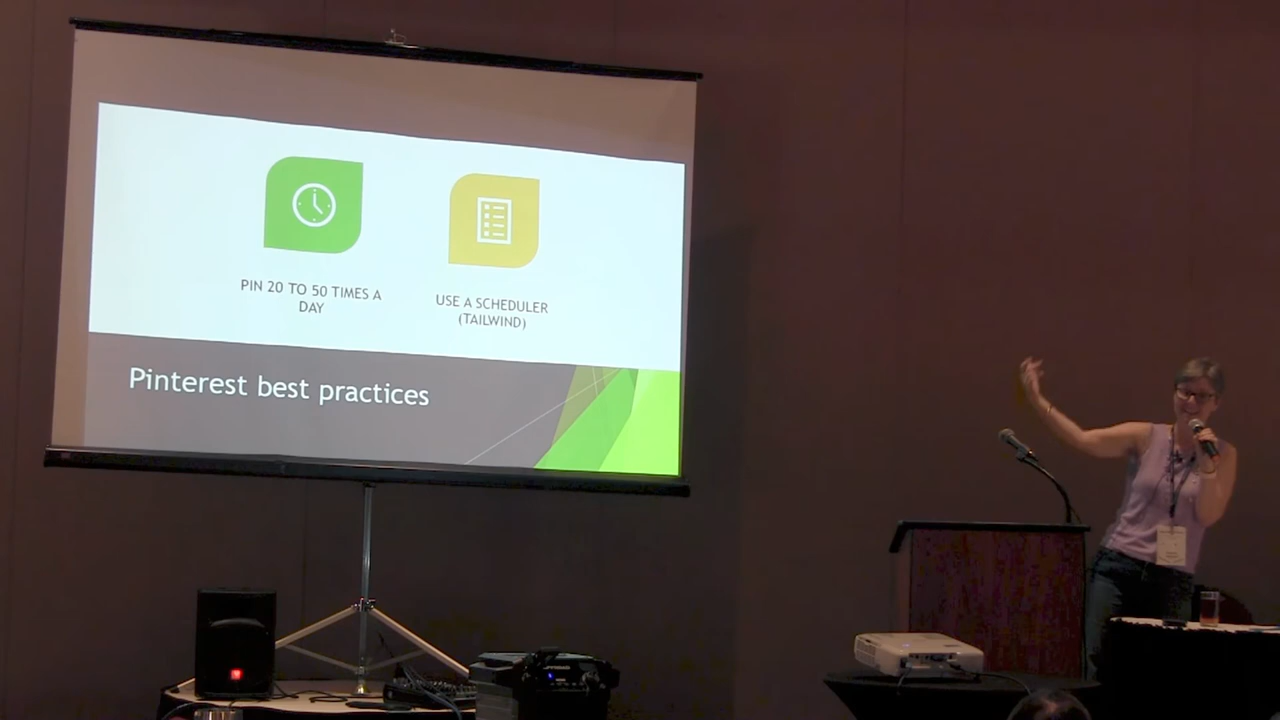 PIN 20 TO 50 TIMES A
DAY
USE A SCHEDULER
(TAILWIND)
Pinterest best practices